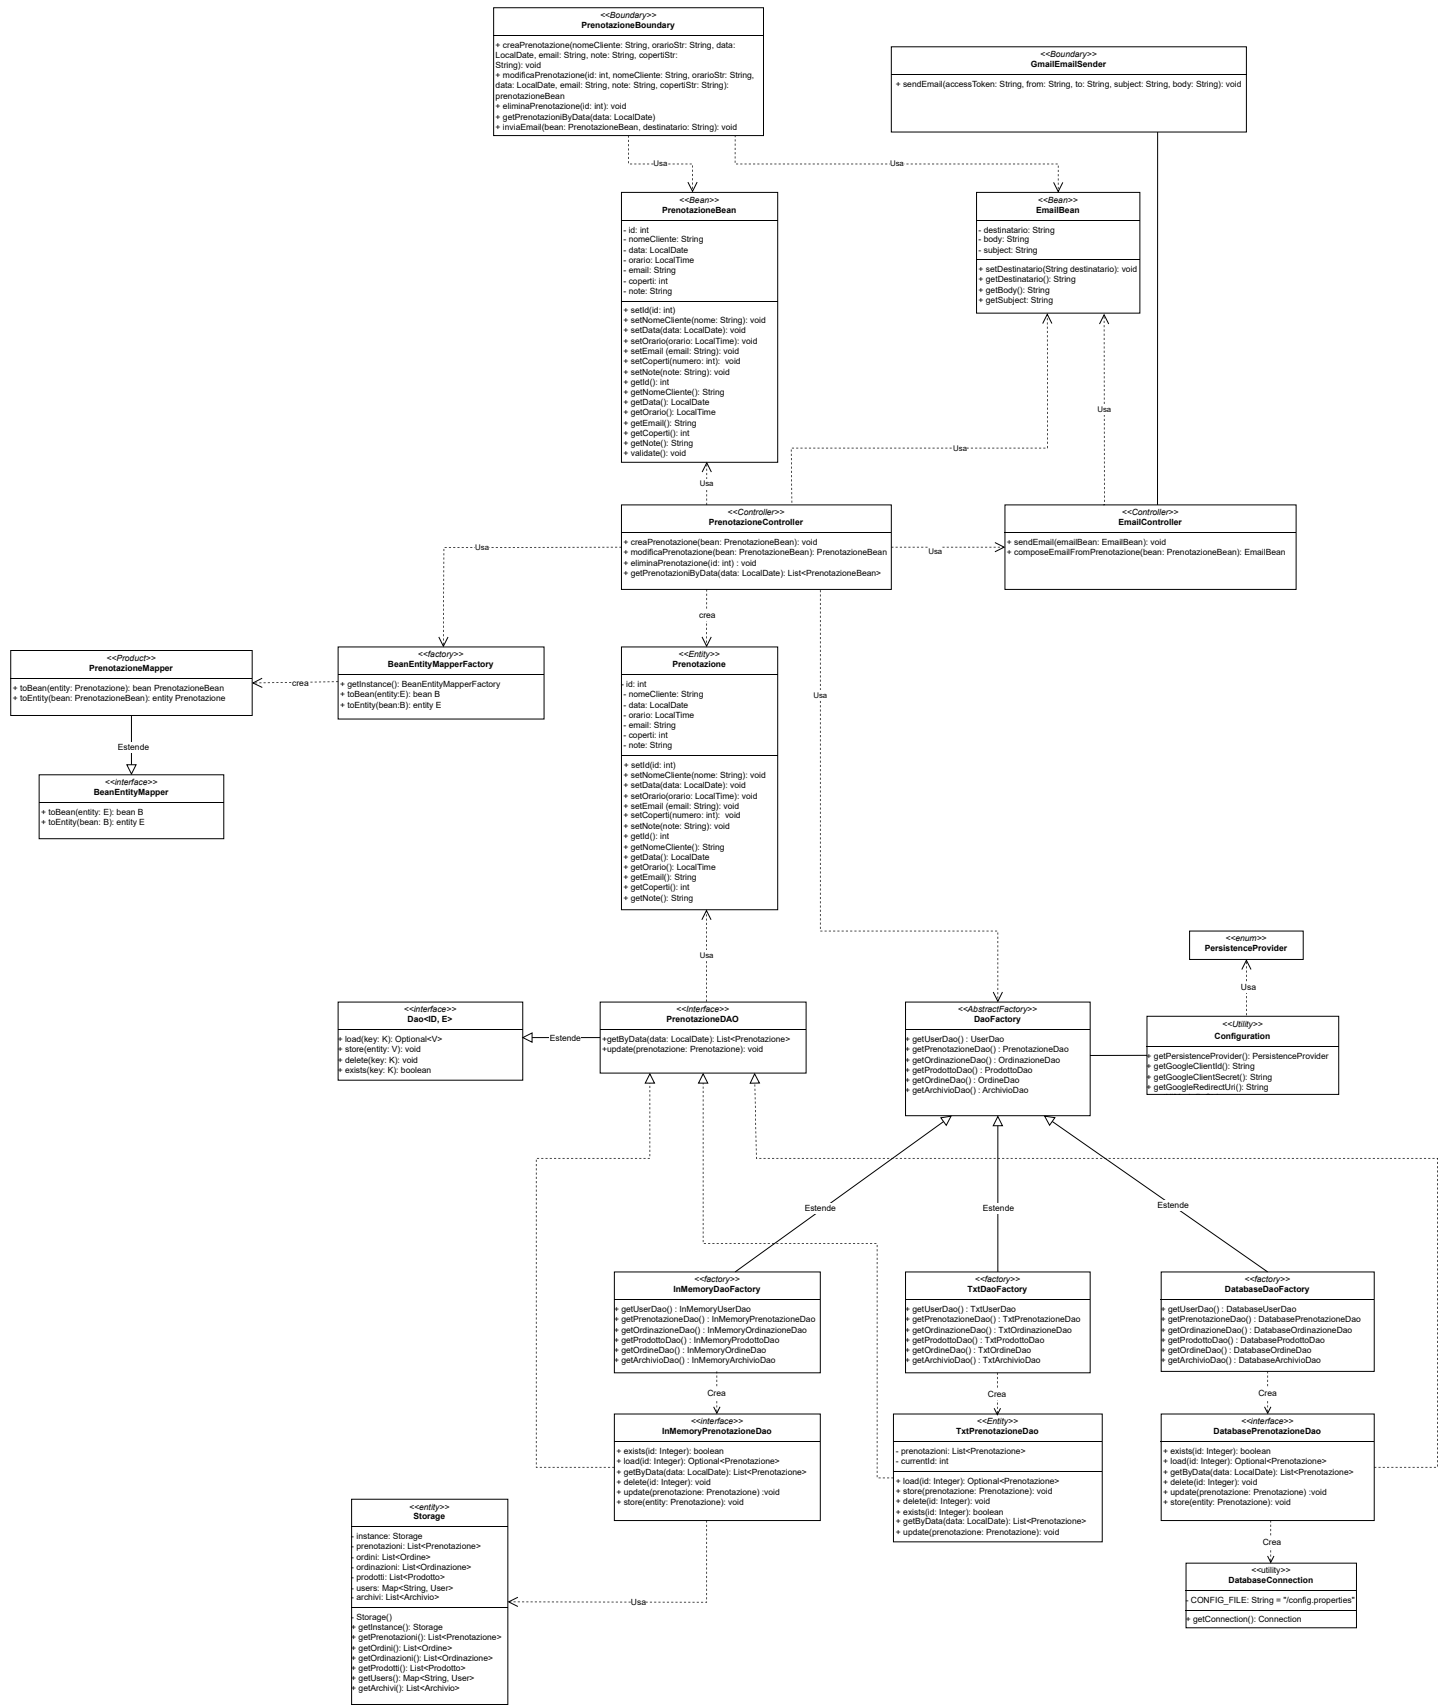 <<Boundary>>
PrenotazioneBoundary
+ creaPrenotazione(nomeCliente: String, orarioStr: String, data:
LocalDate, email: String, note: String, copertiStr:
String): void
+ modificaPrenotazione(id: int, nomeCliente: String, orarioStr: String,
data: LocalDate, email: String, note: String, copertiStr: String):
prenotazioneBean
+ eliminaPrenotazione(id: int): void
+ getPrenotazioniByData(data: LocalDate)
+ inviaEmail(bean: PrenotazioneBean, destinatario: String): void
<<Boundary>>
GmailEmailSender
+ sendEmail(accessToken: String, from: String, to: String, subject: String, body: String): void
Usa
Usa
<<Bean>>
PrenotazioneBean
- id: int
- nomeCliente: String
- data: LocalDate
- orario: LocalTime
- email: String
- coperti: int
- note: String
+ setId(id: int)
+ setNomeCliente(nome: String): void
+ setData(data: LocalDate): void
+ setOrario(orario: LocalTime): void
+ setEmail (email: String): void
+ setCoperti(numero: int): void
+ setNote(note: String): void
+ getId(): int
+ getNomeCliente(): String
+ getData(): LocalDate
+ getOrario(): LocalTime
+ getEmail(): String
+ getCoperti(): int
+ getNote(): String
+ validate(): void
<<Bean>>
EmailBean
- destinatario: String
- body: String
- subject: String
+ setDestinatario(String destinatario): void
+ getDestinatario(): String
+ getBody(): String
+ getSubject: String
Usa
Usa
Usa
<<Controller>>
PrenotazioneController
+ creaPrenotazione(bean: PrenotazioneBean): void
+ modificaPrenotazione(bean: PrenotazioneBean): PrenotazioneBean
+ eliminaPrenotazione(id: int) : void
+ getPrenotazioniByData(data: LocalDate): List<PrenotazioneBean>
<<Controller>>
EmailController
+ sendEmail(emailBean: EmailBean): void
+ composeEmailFromPrenotazione(bean: PrenotazioneBean): EmailBean
Usa
Usa
crea
Usa
<<Product>>
PrenotazioneMapper
+ toBean(entity: Prenotazione): bean PrenotazioneBean
+ toEntity(bean: PrenotazioneBean): entity Prenotazione
crea
<<factory>>
BeanEntityMapperFactory
+ getInstance(): BeanEntityMapperFactory
+ toBean(entity:E): bean B
+ toEntity(bean:B): entity E
Estende
<<interface>>
BeanEntityMapper
+ toBean(entity: E): bean B
+ toEntity(bean: B): entity E
<<Entity>>
Prenotazione
- id: int
- nomeCliente: String
- data: LocalDate
- orario: LocalTime
- email: String
- coperti: int
- note: String
+ setId(id: int)
+ setNomeCliente(nome: String): void
+ setData(data: LocalDate): void
+ setOrario(orario: LocalTime): void
+ setEmail (email: String): void
+ setCoperti(numero: int): void
+ setNote(note: String): void
+ getId(): int
+ getNomeCliente(): String
+ getData(): LocalDate
+ getOrario(): LocalTime
+ getEmail(): String
+ getCoperti(): int
+ getNote(): String
Usa
<<enum>>
PersistenceProvider
Usa
<<interface>>
Dao<ID, E>
+ load(key: K): Optional<V>
+ store(entity: V): void
+ delete(key: K): void
+ exists(key: K): boolean
Estende
<<Interface>>
PrenotazioneDAO
+getByData(data: LocalDate): List<Prenotazione>
+update(prenotazione: Prenotazione): void
<<AbstractFactory>>
DaoFactory
+ getUserDao() : UserDao
+ getPrenotazioneDao() : PrenotazioneDao
+ getOrdinazioneDao() : OrdinazioneDao
+ getProdottoDao() : ProdottoDao
+ getOrdineDao() : OrdineDao
+ getArchivioDao() : ArchivioDao
<<Utility>>
Configuration
+ getPersistenceProvider(): PersistenceProvider
+ getGoogleClientId(): String
+ getGoogleClientSecret(): String
+ getGoogleRedirectUri(): String
Estende
Estende
Estende
<<factory>>
InMemoryDaoFactory
+ getUserDao() : InMemoryUserDao
+ getPrenotazioneDao() : InMemoryPrenotazioneDao
+ getOrdinazioneDao() : InMemoryOrdinazioneDao
+ getProdottoDao() : InMemoryProdottoDao
+ getOrdineDao() : InMemoryOrdineDao
+ getArchivioDao() : InMemoryArchivioDao
<<factory>>
TxtDaoFactory
+ getUserDao() : TxtUserDao
+ getPrenotazioneDao() : TxtPrenotazioneDao
+ getOrdinazioneDao() : TxtOrdinazioneDao
+ getProdottoDao() : TxtProdottoDao
+ getOrdineDao() : TxtOrdineDao
+ getArchivioDao() : TxtArchivioDao
<<factory>>
DatabaseDaoFactory
+ getUserDao() : DatabaseUserDao
+ getPrenotazioneDao() : DatabasePrenotazioneDao
+ getOrdinazioneDao() : DatabaseOrdinazioneDao
+ getProdottoDao() : DatabaseProdottoDao
+ getOrdineDao() : DatabaseOrdineDao
+ getArchivioDao() : DatabaseArchivioDao
Crea
Crea
Crea
<<interface>>
InMemoryPrenotazioneDao
+ exists(id: Integer): boolean
+ load(id: Integer): Optional<Prenotazione>
+ getByData(data: LocalDate): List<Prenotazione>
+ delete(id: Integer): void
+ update(prenotazione: Prenotazione) :void
+ store(entity: Prenotazione): void
<<Entity>>
TxtPrenotazioneDao
- prenotazioni: List<Prenotazione>
- currentId: int
+ load(id: Integer): Optional<Prenotazione>
+ store(prenotazione: Prenotazione): void
+ delete(id: Integer): void
+ exists(id: Integer): boolean
+ getByData(data: LocalDate): List<Prenotazione>
+ update(prenotazione: Prenotazione): void
<<interface>>
DatabasePrenotazioneDao
+ exists(id: Integer): boolean
+ load(id: Integer): Optional<Prenotazione>
+ getByData(data: LocalDate): List<Prenotazione>
+ delete(id: Integer): void
+ update(prenotazione: Prenotazione) :void
+ store(entity: Prenotazione): void
<<entity>>
Storage
- instance: Storage
- prenotazioni: List<Prenotazione>
- ordini: List<Ordine>
- ordinazioni: List<Ordinazione>
- prodotti: List<Prodotto>
- users: Map<String, User>
- archivi: List<Archivio>
- Storage()
+ getInstance(): Storage
+ getPrenotazioni(): List<Prenotazione>
+ getOrdini(): List<Ordine>
+ getOrdinazioni(): List<Ordinazione>
+ getProdotti(): List<Prodotto>
+ getUsers(): Map<String, User>
+ getArchivi(): List<Archivio>
Usa
Crea
<<utility>>
DatabaseConnection
- CONFIG_FILE: String = "/config.properties"
+ getConnection(): Connection